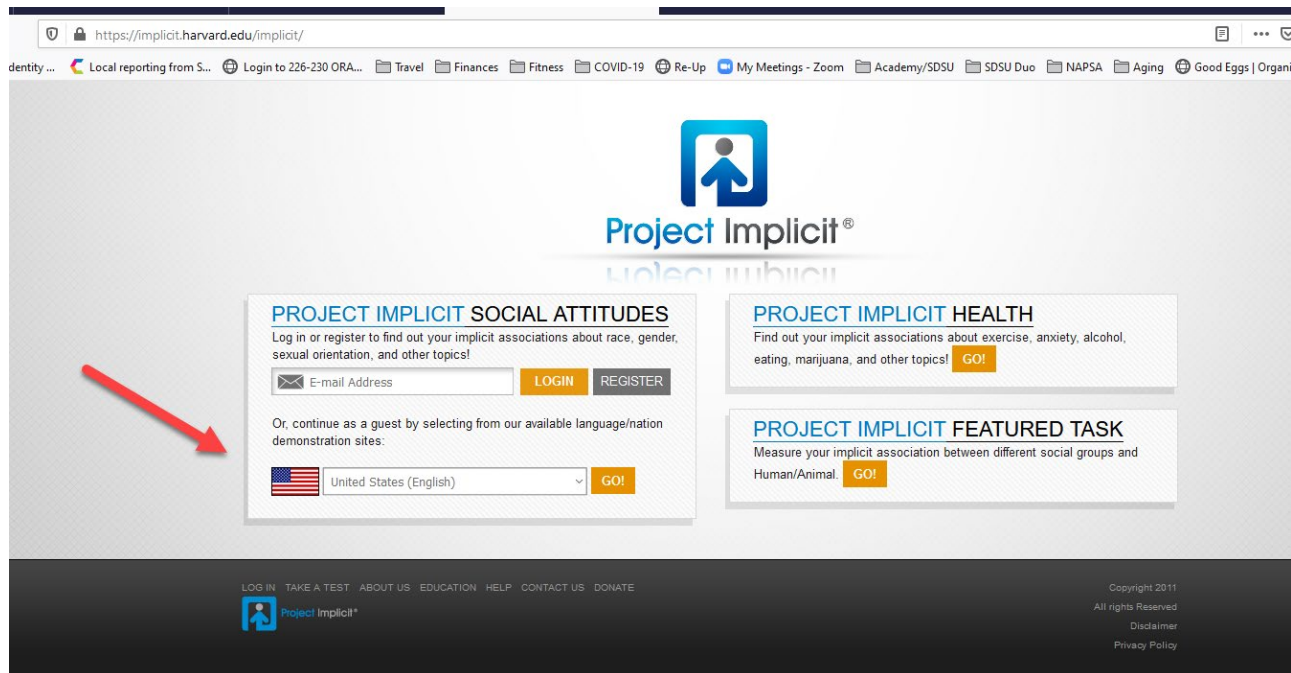 https://implicit.harvard.edu/implicit/
dentity ... Local reporting from S... Login to 226-230 ORA... Travel Finances Fitness COVID-19 Re-Up My Meetings - Zoom Academy/SDSU SDSU Duo NAPSA Aging Good Eggs | Organi
Project Implicit®
PROJECT IMPLICIT SOCIAL ATTITUDES
Log in or register to find out your implicit associations about race, gender,
sexual orientation, and other topics!
E-mail Address LOGIN REGISTER
Or, continue as a guest by selecting from our available language/nation
demonstration sites:
United States (English) GO!
PROJECT IMPLICIT HEALTH
Find out your implicit associations about exercise, anxiety, alcohol,
eating, marijuana, and other topics! GO!
PROJECT IMPLICIT FEATURED TASK
Measure your implicit association between different social groups and
Human/Animal. GO!
LOG IN TAKE A TEST ABOUT US EDUCATION HELP CONTACT US DONATE
Project Implicit®
Copyright 2011
All rights Reserved
Disclaimer
Privacy Policy